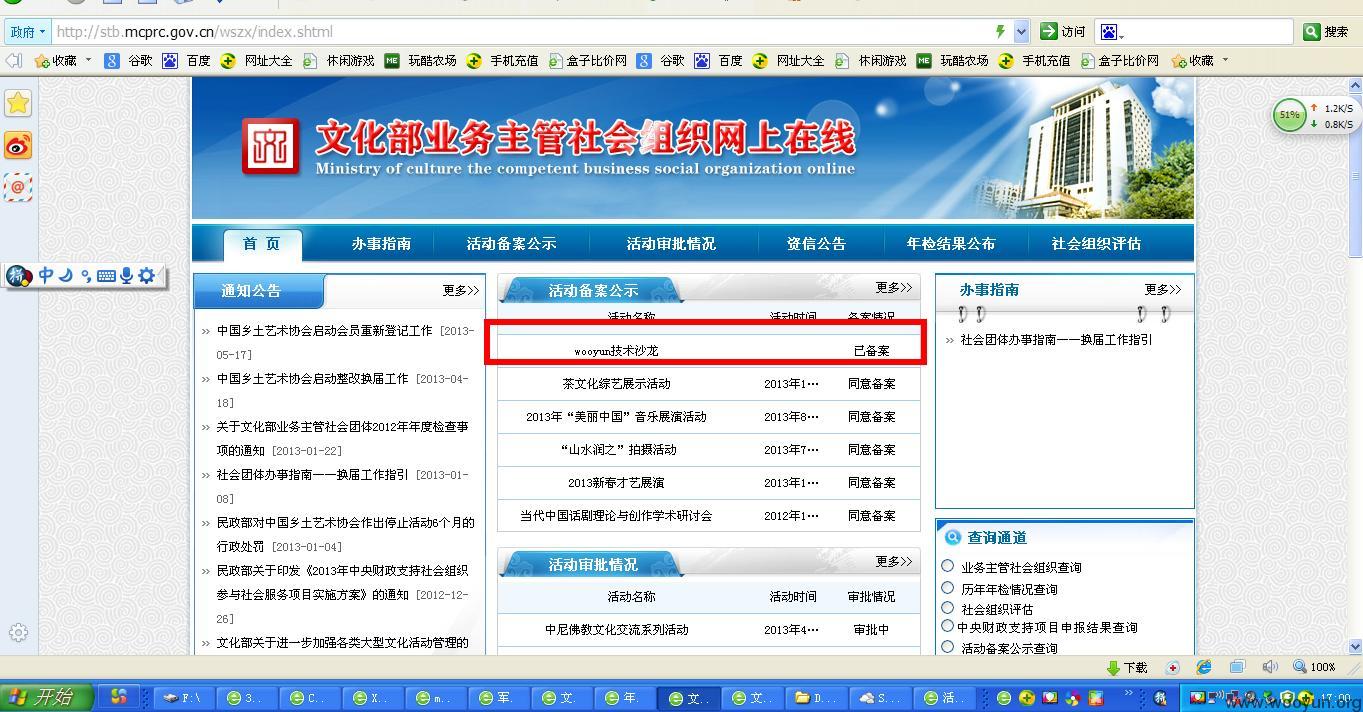 政府
http://stb.mcprc.gov.cn/wszx/index.shtml
访问
搜索
收藏 谷歌 百度 网址大全 休闲游戏 ME 玩酷农场 手机充值 盒子比价网 谷歌 百度 网址大全 休闲游戏 ME 玩酷农场 手机充值 盒子比价网 收藏
文化部业务主管社会组织网上在线
Ministry of culture the competent business social organization online
51%
1.2K/S
0.8K/S
首 页 办事指南 活动备案公示 活动审批情况 资信公告 年检结果公布 社会组织评估
中
通知公告 更多>>
中国乡土艺术协会启动会员重新登记工作 [2013-
05-17]
中国乡土艺术协会启动整改换届工作 [2013-04-
18]
关于文化部业务主管社会团体2012年年度检查事
项的通知 [2013-01-22]
社会团体办事指南一一换届工作指引 [2013-01-
08]
民政部对中国乡土艺术协会作出停止活动6个月的
行政处罚 [2013-01-04]
民政部关于印发《2013年中央财政支持社会组织
参与社会服务项目实施方案》的通知 [2012-12-
26]
文化部关于进一步加强各类大型文化活动管理的
活动备案公示 更多>>
活动名称 活动时间 备案情况
wooyun技术沙龙 已备案
茶文化综艺展示活动 2013年1… 同意备案
2013年“美丽中国”音乐展演活动 2013年8… 同意备案
“山水润之”拍摄活动 2013年7… 同意备案
2013新春才艺展演 2013年1… 同意备案
当代中国话剧理论与创作学术研讨会 2012年1… 同意备案
活动审批情况 更多>>
活动名称 活动时间 审批情况
中尼佛教文化交流系列活动 2013年4… 审批中
办事指南 更多>>
社会团体办事指南一一换届工作指引
查询通道
业务主管社会组织查询
历年年检情况查询
社会组织评估
中央财政支持项目申报结果查询
活动备案公示查询
下载 100%
开始 F:\ 3... C... X... m... 军... 文... 年... 文... 文... D... S... 活... 17:00
www.wooyun.org